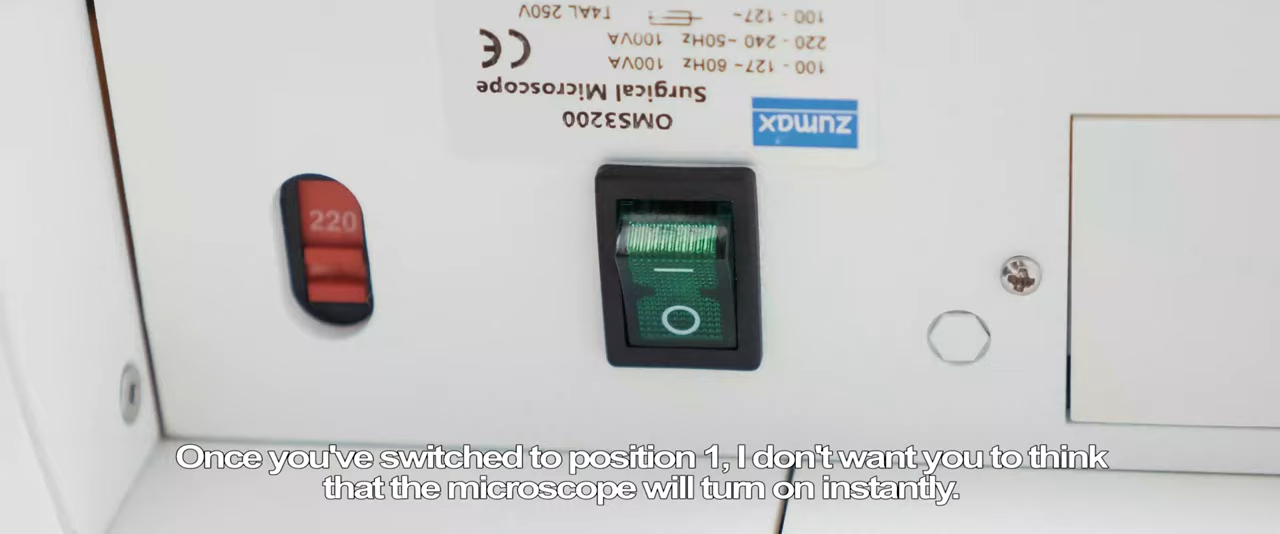 zumax
OMS3200
Surgical Microscope
100 - 127~60Hz 100VA
220 - 240~50Hz 100VA
100 - 127~ T4AL 250V
CE
220
I
O
Once you've switched to position 1, I don't want you to think
that the microscope will turn on instantly.